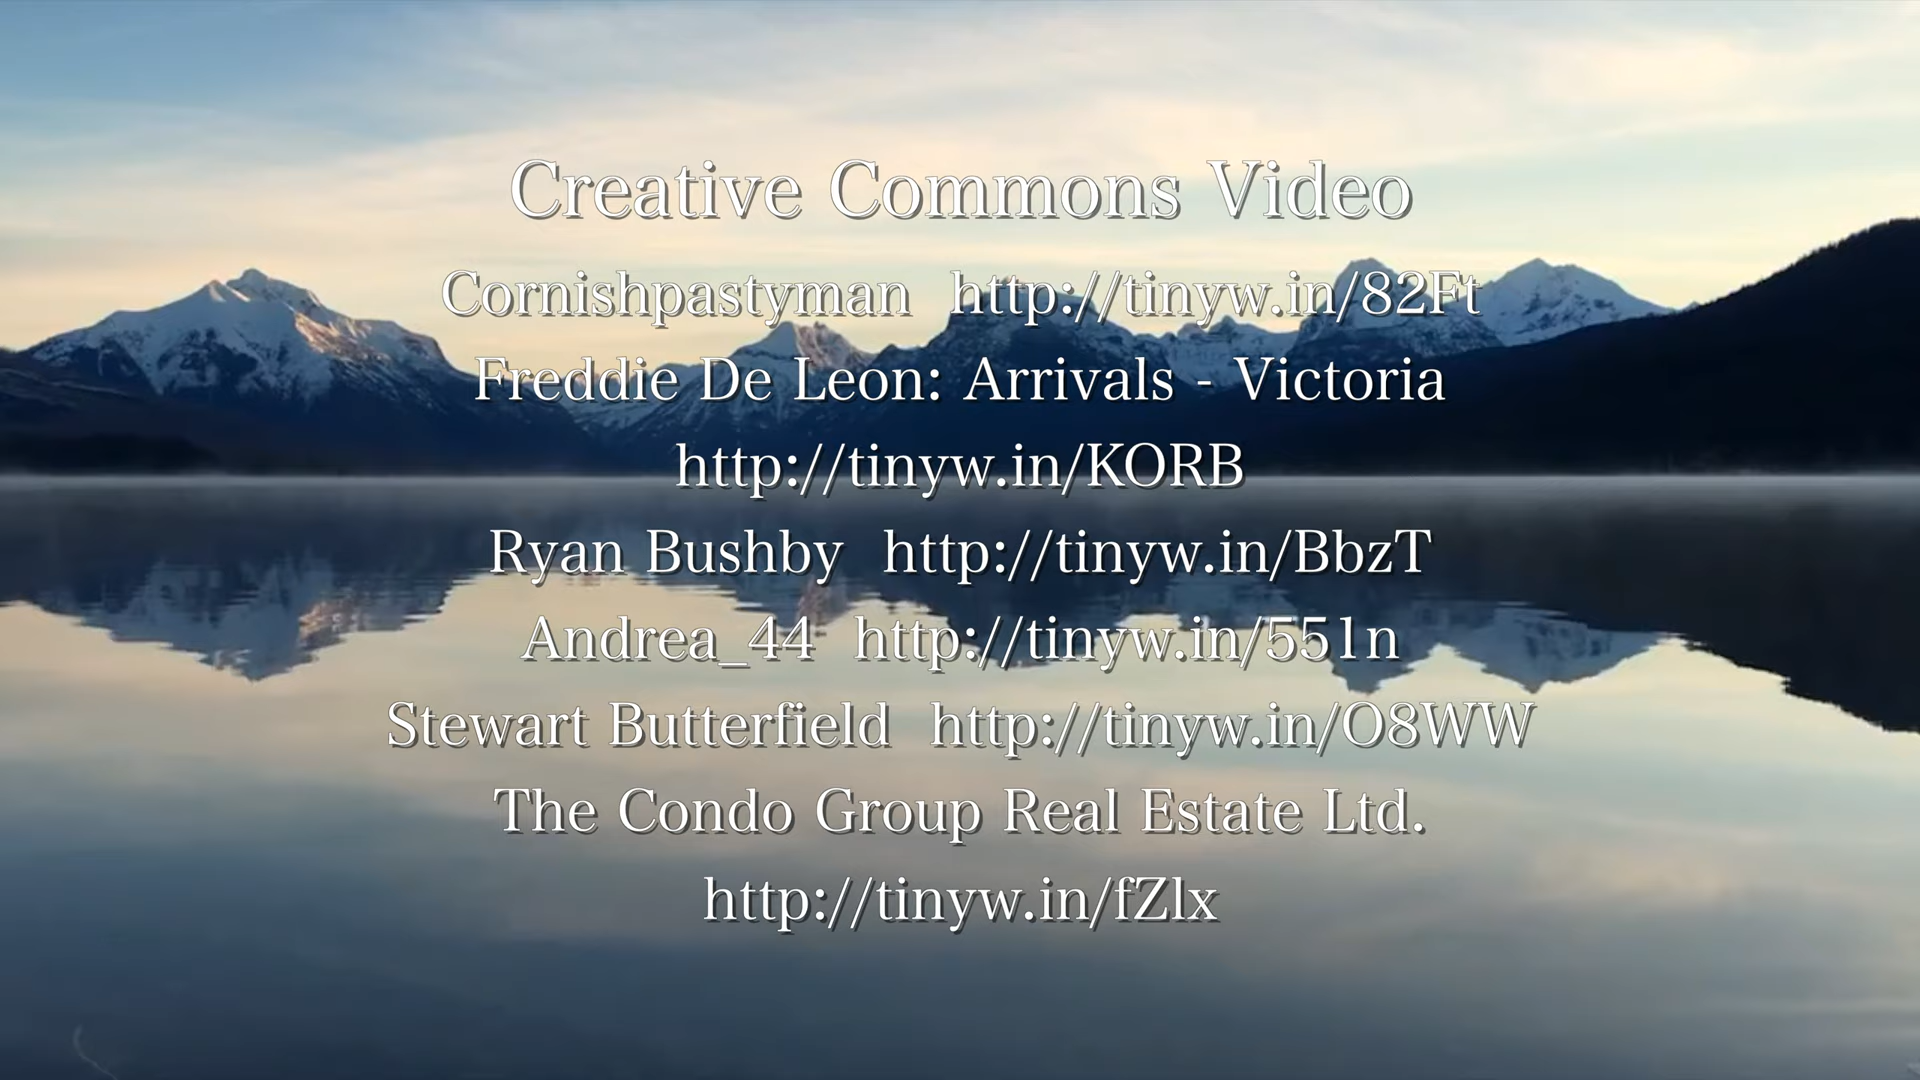 Creative Commons Video
Cornishpastyman http://tinyw.in/82Ft
Freddie De Leon: Arrivals - Victoria
http://tinyw.in/KORB
Ryan Bushby http://tinyw.in/BbzT
Andrea_44 http://tinyw.in/551n
Stewart Butterfield http://tinyw.in/O8WW
The Condo Group Real Estate Ltd.
http://tinyw.in/fZlx